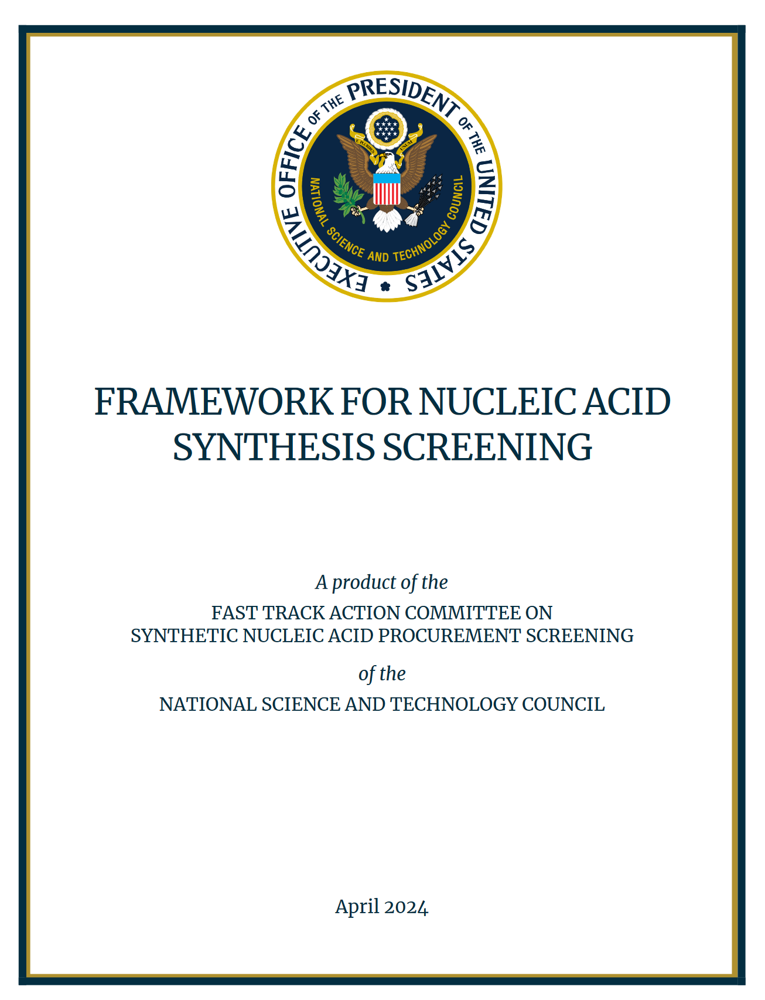 EXECUTIVE OFFICE OF THE PRESIDENT OF THE UNITED STATES
E PLURIBUS UNUM
NATIONAL SCIENCE AND TECHNOLOGY COUNCIL
FRAMEWORK FOR NUCLEIC ACID
SYNTHESIS SCREENING
A product of the
FAST TRACK ACTION COMMITTEE ON
SYNTHETIC NUCLEIC ACID PROCUREMENT SCREENING
of the
NATIONAL SCIENCE AND TECHNOLOGY COUNCIL
April 2024